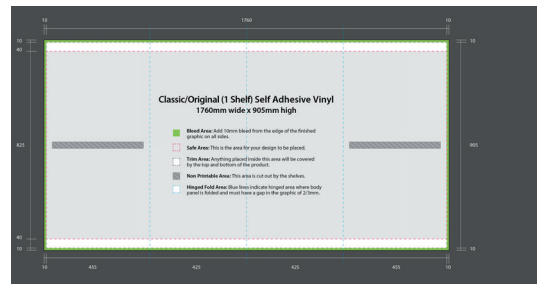 10 1760 10
10 10
40
Classic/Original (1 Shelf) Self Adhesive Vinyl
1760mm wide x 905mm high
Bleed Area: Add 10mm bleed from the edge of the finished
graphic on all sides.
825 905
Safe Area: This is the area for your design to be placed.
Trim Area: Anything placed inside this area will be covered
by the top and bottom of the product.
Non Printable Area: This area is cut out by the shelves.
Hinged Fold Area: Blue lines indicate hinged area where body
panel is folded and must have a gap in the graphic of 2/3mm.
40
10 10
10 455 425 425 455 10